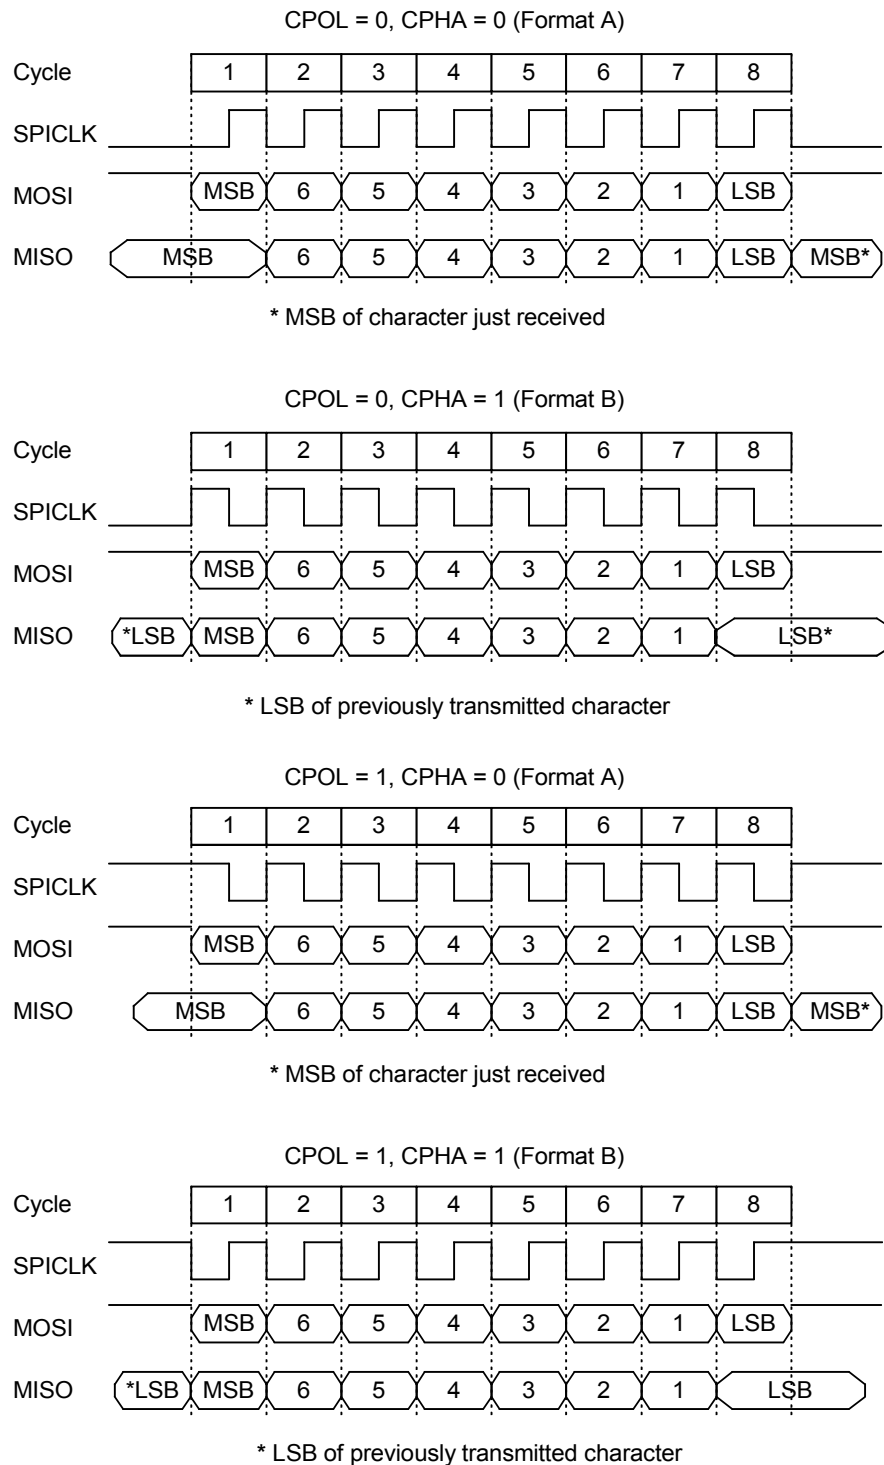 CPOL = 0, CPHA = 0 (Format A)
Cycle 1 2 3 4 5 6 7 8
SPICLK
MOSI MSB 6 5 4 3 2 1 LSB
MISO MSB 6 5 4 3 2 1 LSB MSB*
* MSB of character just received
CPOL = 0, CPHA = 1 (Format B)
Cycle 1 2 3 4 5 6 7 8
SPICLK
MOSI MSB 6 5 4 3 2 1 LSB
MISO *LSB MSB 6 5 4 3 2 1 LSB*
* LSB of previously transmitted character
CPOL = 1, CPHA = 0 (Format A)
Cycle 1 2 3 4 5 6 7 8
SPICLK
MOSI MSB 6 5 4 3 2 1 LSB
MISO MSB 6 5 4 3 2 1 LSB MSB*
* MSB of character just received
CPOL = 1, CPHA = 1 (Format B)
Cycle 1 2 3 4 5 6 7 8
SPICLK
MOSI MSB 6 5 4 3 2 1 LSB
MISO *LSB MSB 6 5 4 3 2 1 LSB
* LSB of previously transmitted character